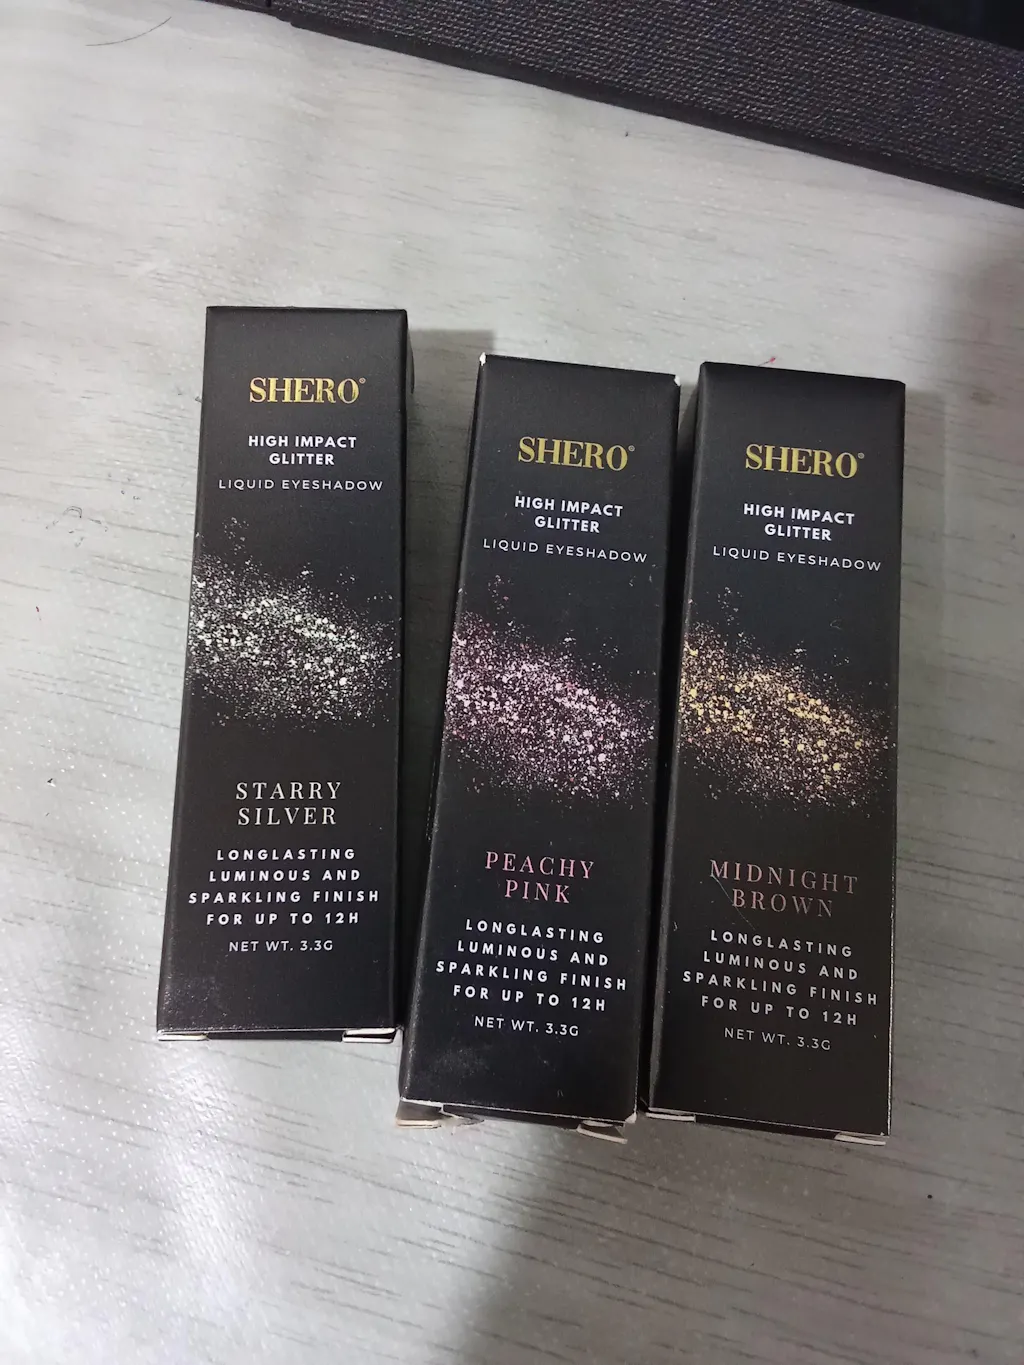 SHERO®
HIGH IMPACT
GLITTER
LIQUID EYESHADOW
STARRY
SILVER
LONGLASTING
LUMINOUS AND
SPARKLING FINISH
FOR UP TO 12H
NET WT. 3.3G
SHERO®
HIGH IMPACT
GLITTER
LIQUID EYESHADOW
PEACHY
PINK
LONGLASTING
LUMINOUS AND
SPARKLING FINISH
FOR UP TO 12H
NET WT. 3.3G
SHERO®
HIGH IMPACT
GLITTER
LIQUID EYESHADOW
MIDNIGHT
BROWN
LONGLASTING
LUMINOUS AND
SPARKLING FINISH
FOR UP TO 12H
NET WT. 3.3G